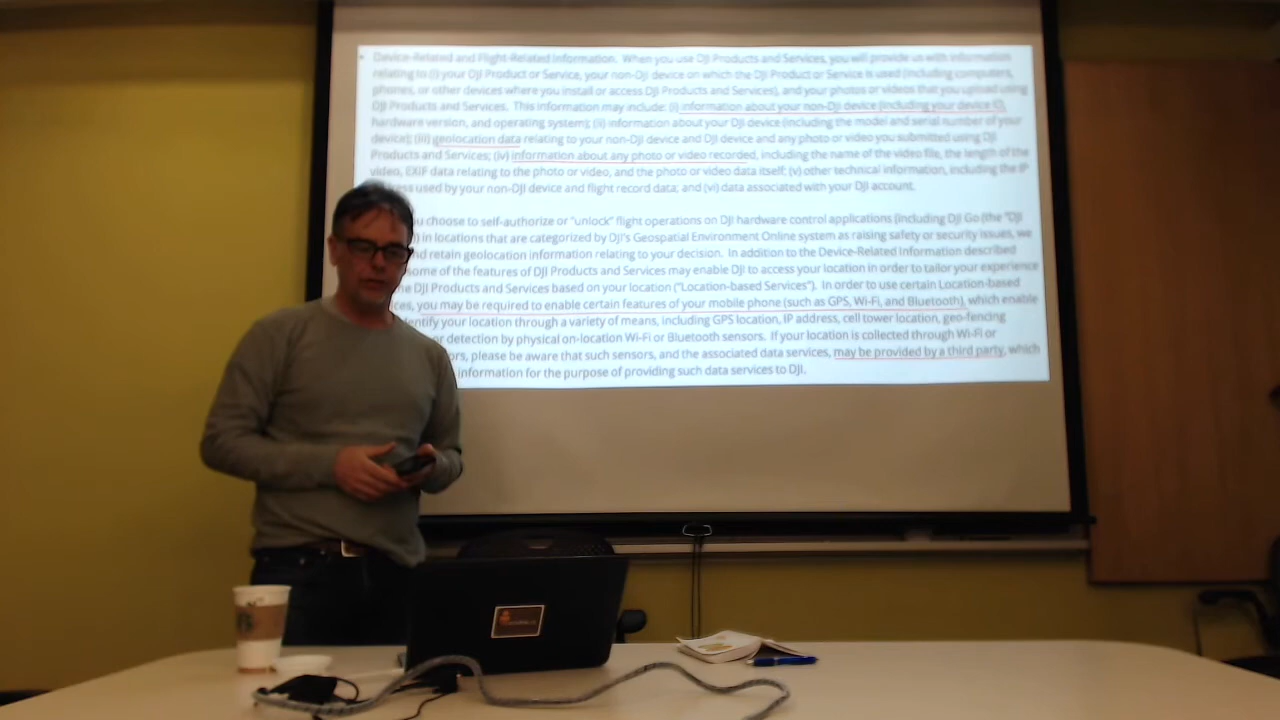 Device-Related and Flight-Related Information. When you use DJI Products and Services, you will provide us with information
relating to (i) your DJI Product or Service, your non-DJI device on which the DJI Product or Service is used (including computers,
phones, or other devices where you install or access DJI Products and Services), and your photos or videos that you upload using
DJI Products and Services. This information may include: (i) information about your non-DJI device (including your device ID,
hardware version, and operating system); (ii) information about your DJI device (including the model and serial number of your
device); (iii) geolocation data relating to your non-DJI device and DJI device and any photo or video you submitted using DJI
Products and Services; (iv) information about any photo or video recorded, including the name of the video file, the length of the
video, EXIF data relating to the photo or video, and the photo or video data itself; (v) other technical information, including the IP
used by your non-DJI device and flight record data; and (vi) data associated with your DJI account.
choose to self-authorize or "unlock" flight operations on DJI hardware control applications (including DJI Go (the "DJI
in locations that are categorized by DJI's Geospatial Environment Online system as raising safety or security issues, we
retain geolocation information relating to your decision. In addition to the Device-Related Information described
some of the features of DJI Products and Services may enable DJI to access your location in order to tailor your experience
DJI Products and Services based on your location ("Location-based Services"). In order to use certain Location-based
you may be required to enable certain features of your mobile phone (such as GPS, Wi-Fi, and Bluetooth), which enable
your location through a variety of means, including GPS location, IP address, cell tower location, geo-fencing
or detection by physical on-location Wi-Fi or Bluetooth sensors. If your location is collected through Wi-Fi or
please be aware that such sensors, and the associated data services, may be provided by a third party, which
information for the purpose of providing such data services to DJI.